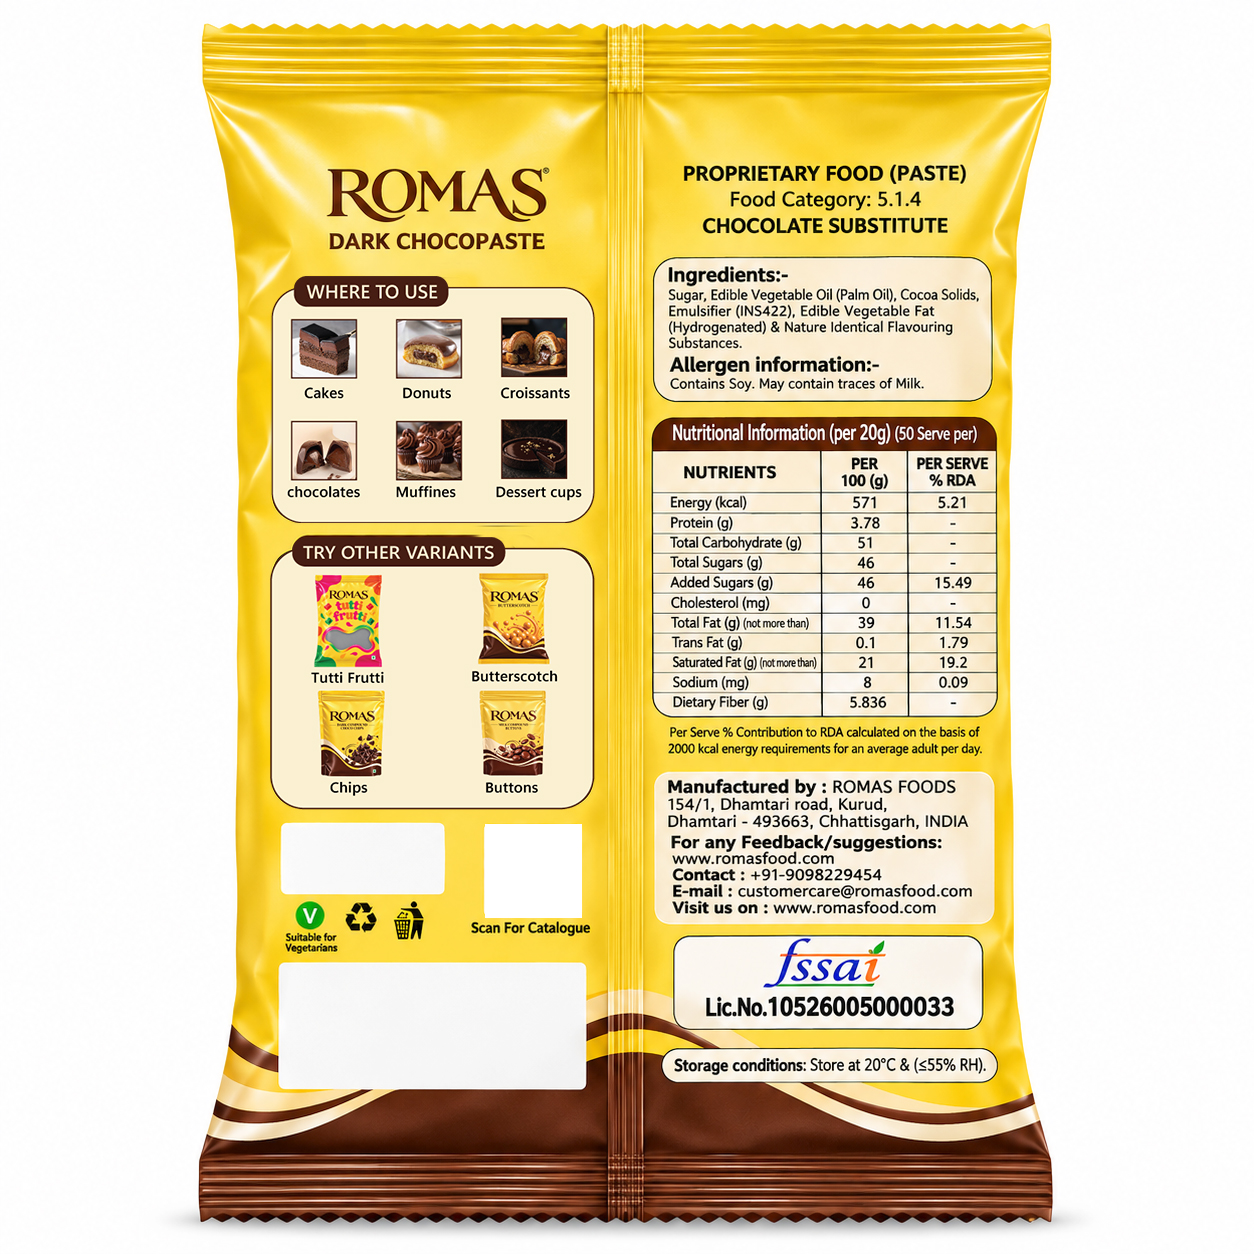 ROMAS®
DARK CHOCOPASTE
WHERE TO USE
Cakes
Donuts
Croissants
chocolates
Muffines
Dessert cups
TRY OTHER VARIANTS
ROMAS
tutti
frutti
Tutti Frutti
ROMAS
BUTTERSCOTCH
Butterscotch
ROMAS
DARK COMPOUND
CHOCO CHIPS
Chips
ROMAS
MILK COMPOUND
BUTTONS
Buttons
V
Suitable for
Vegetarians
Scan For Catalogue
PROPRIETARY FOOD (PASTE)
Food Category: 5.1.4
CHOCOLATE SUBSTITUTE
Ingredients:-
Sugar, Edible Vegetable Oil (Palm Oil), Cocoa Solids,
Emulsifier (INS422), Edible Vegetable Fat
(Hydrogenated) & Nature Identical Flavouring
Substances.
Allergen information:-
Contains Soy. May contain traces of Milk.
Nutritional Information (per 20g) (50 Serve per)
NUTRIENTS PER 100 (g) PER SERVE % RDA
Energy (kcal) 571 5.21
Protein (g) 3.78 -
Total Carbohydrate (g) 51 -
Total Sugars (g) 46 -
Added Sugars (g) 46 15.49
Cholesterol (mg) 0 -
Total Fat (g) (not more than) 39 11.54
Trans Fat (g) 0.1 1.79
Saturated Fat (g) (not more than) 21 19.2
Sodium (mg) 8 0.09
Dietary Fiber (g) 5.836 -
Per Serve % Contribution to RDA calculated on the basis of
2000 kcal energy requirements for an average adult per day.
Manufactured by : ROMAS FOODS
154/1, Dhamtari road, Kurud,
Dhamtari - 493663, Chhattisgarh, INDIA
For any Feedback/suggestions:
www.romasfood.com
Contact : +91-9098229454
E-mail : customercare@romasfood.com
Visit us on : www.romasfood.com
fssai
Lic.No.10526005000033
Storage conditions: Store at 20°C & (≤55% RH).